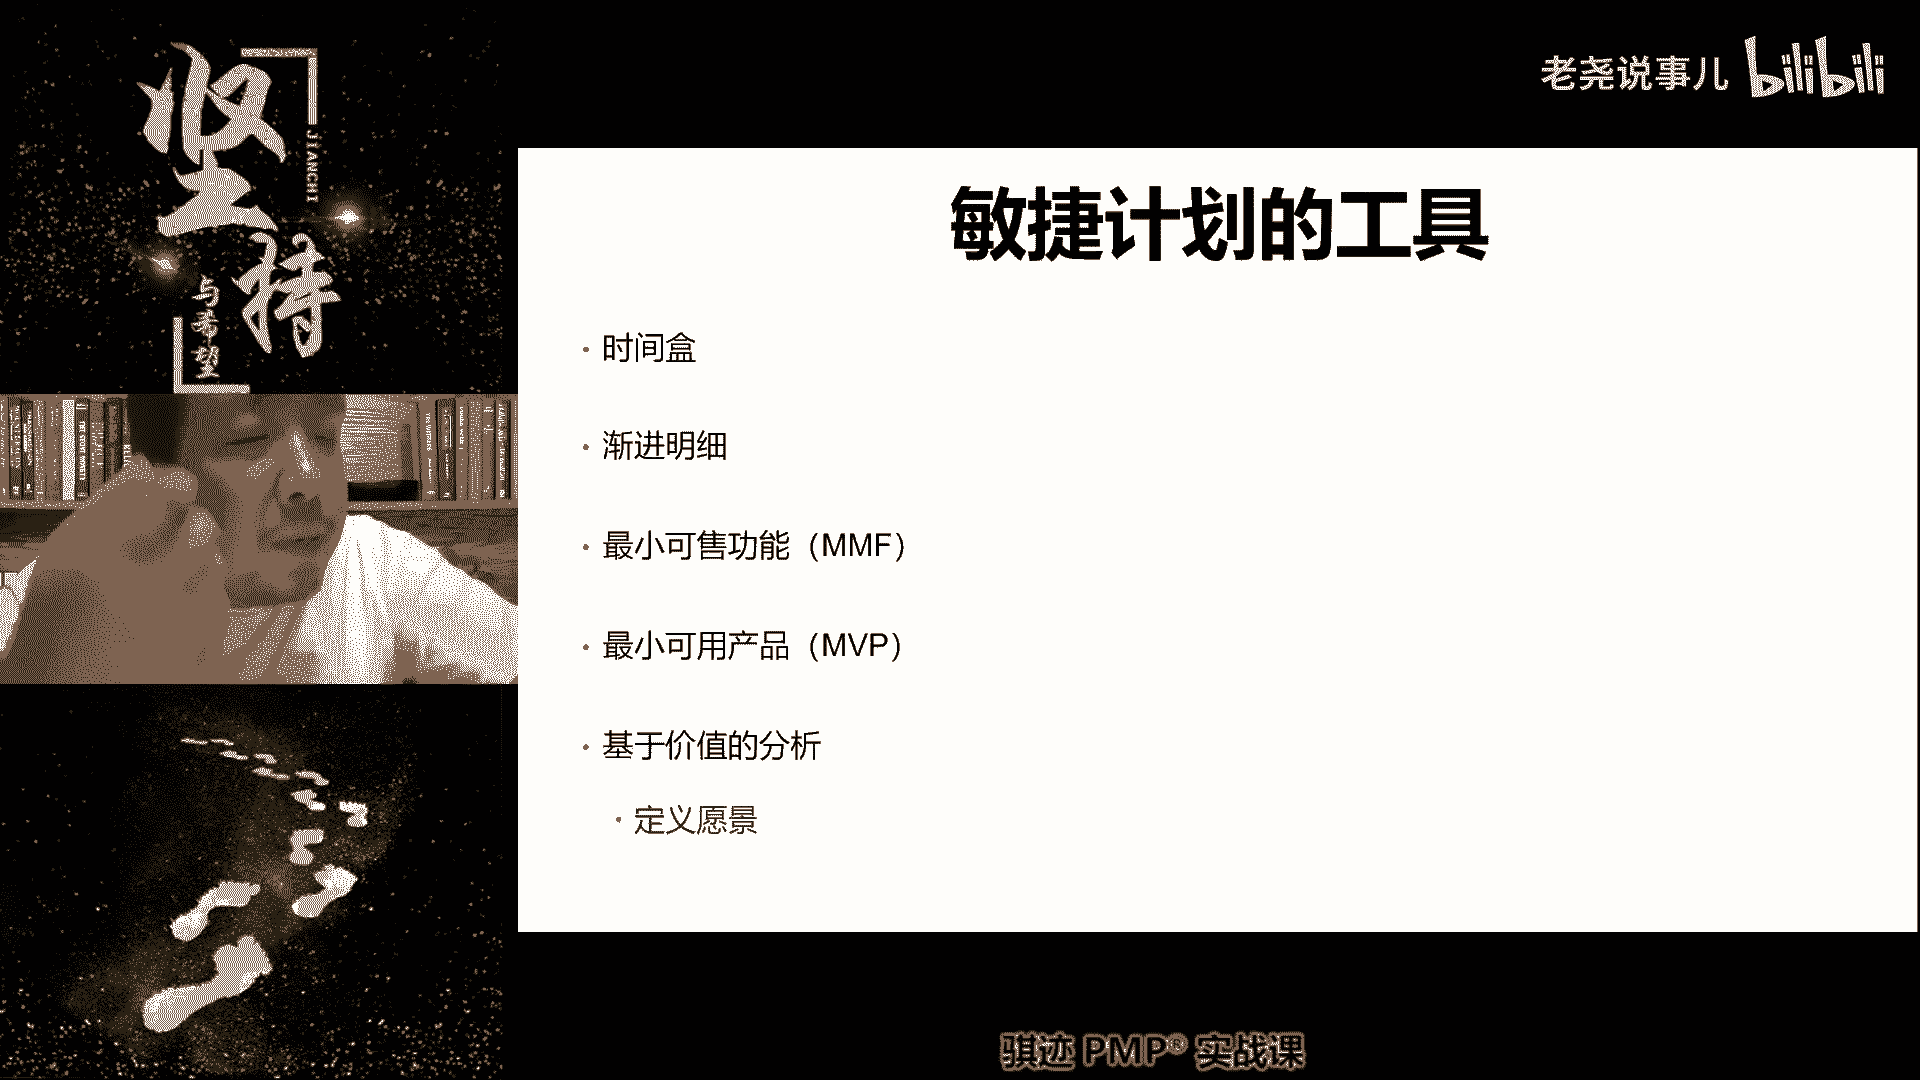 坚持
JIANCHI
与希望
老尧说事儿 bilibili
敏捷计划的工具
· 时间盒
· 渐进明细
· 最小可售功能（MMF）
· 最小可用产品（MVP）
· 基于价值的分析
· 定义愿景
骐迹 PMP® 实战课